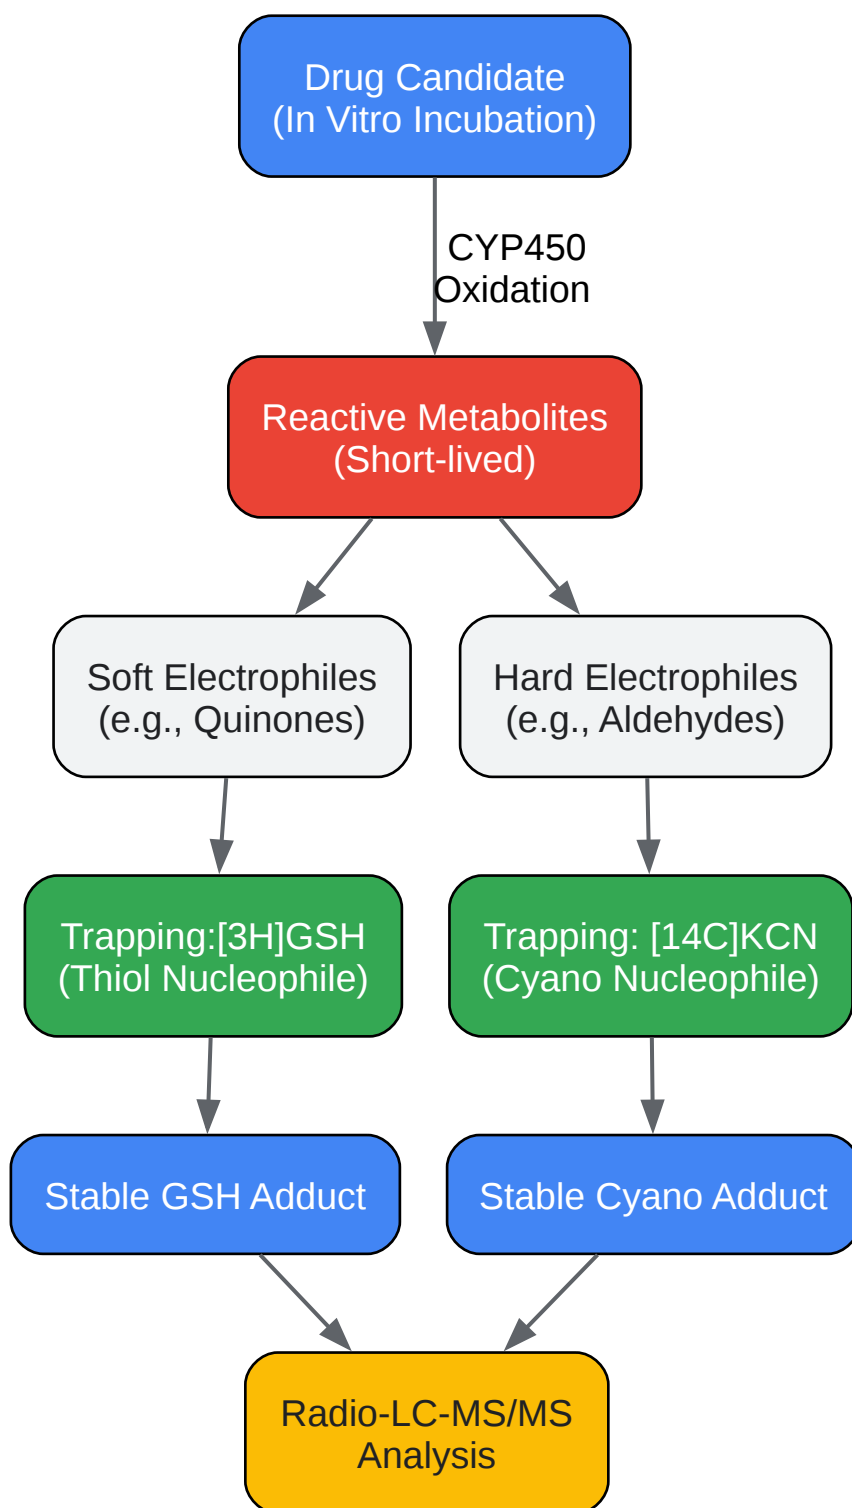 Drug Candidate
(In Vitro Incubation)
CYP450
Oxidation
Reactive Metabolites
(Short-lived)
Soft Electrophiles
(e.g., Quinones)
Hard Electrophiles
(e.g., Aldehydes)
Trapping:[3H]GSH
(Thiol Nucleophile)
Trapping: [14C]KCN
(Cyano Nucleophile)
Stable GSH Adduct
Stable Cyano Adduct
Radio-LC-MS/MS
Analysis